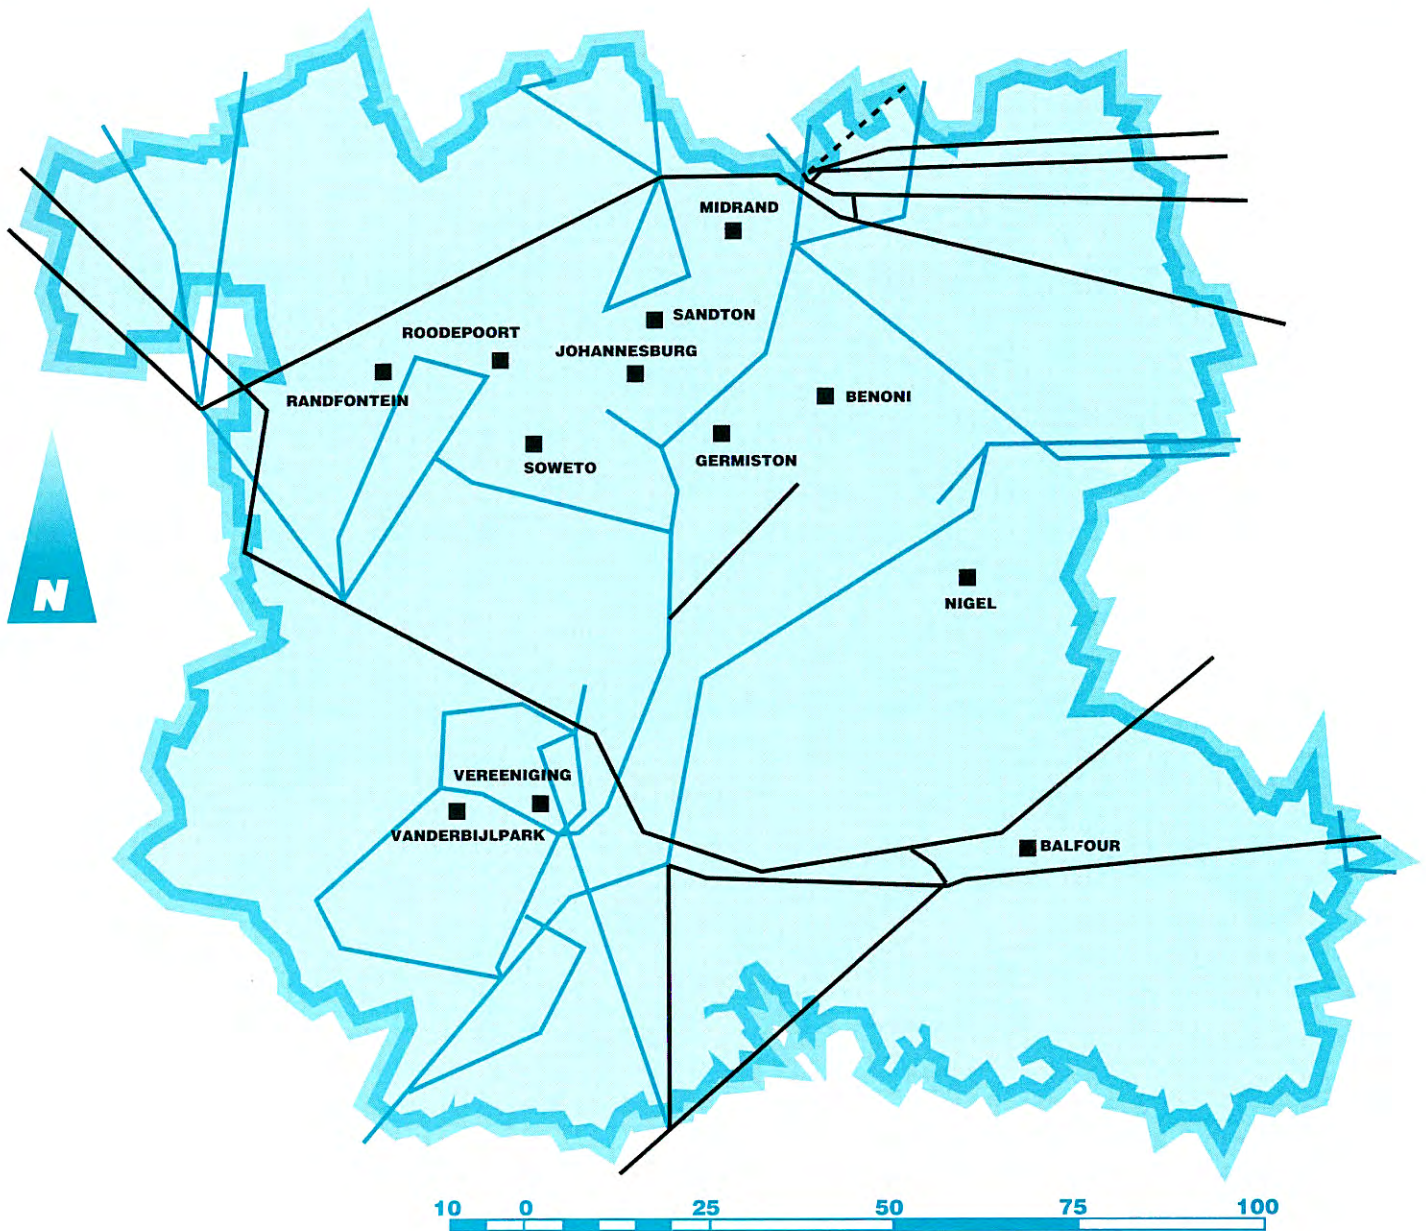 MIDRAND
SANDTON
ROODEPOORT
JOHANNESBURG
RANDFONTEIN
BENONI
GERMISTON
SOWETO
N
NIGEL
VEREENIGING
VANDERBIJLPARK
BALFOUR
10 0 25 50 75 100